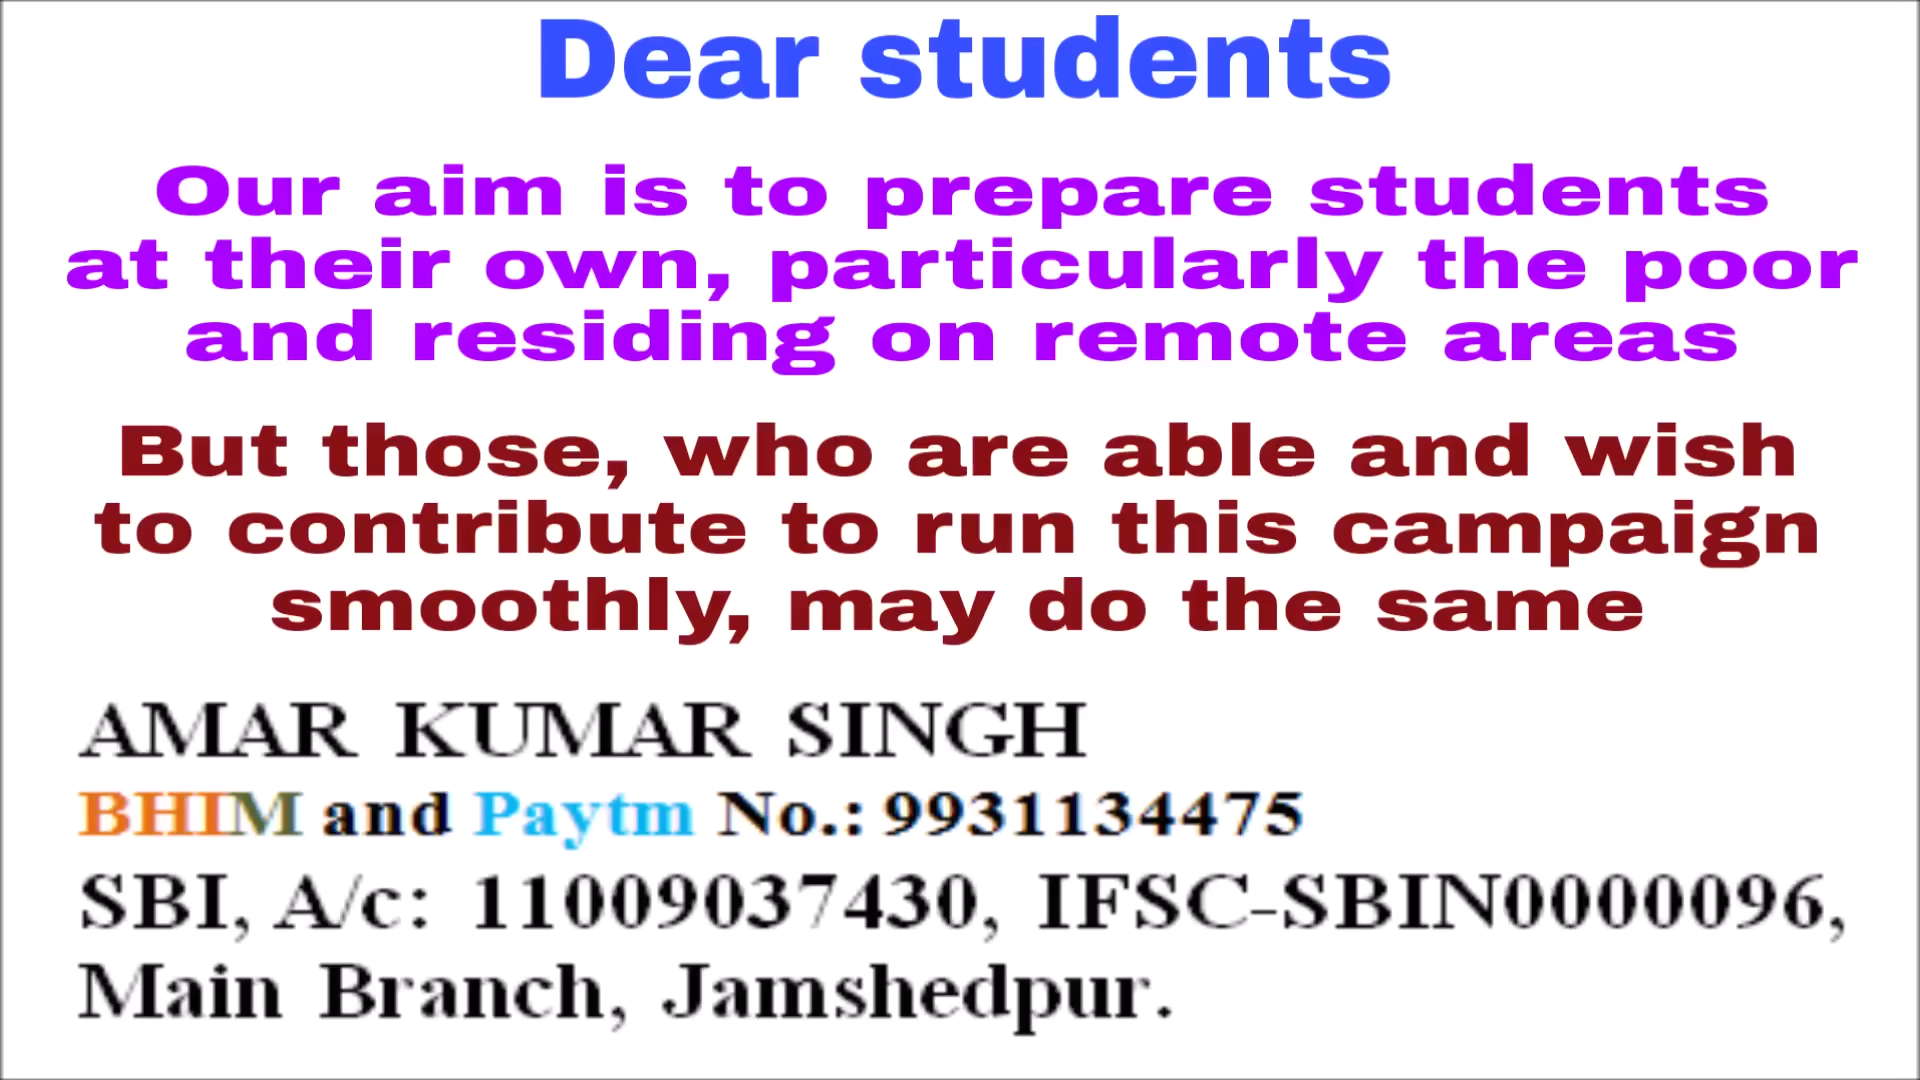 Dear students
Our aim is to prepare students
at their own, particularly the poor
and residing on remote areas
But those, who are able and wish
to contribute to run this campaign
smoothly, may do the same
AMAR KUMAR SINGH
BHIM and Paytm No.: 9931134475
SBI, A/c: 11009037430, IFSC-SBIN0000096,
Main Branch, Jamshedpur.